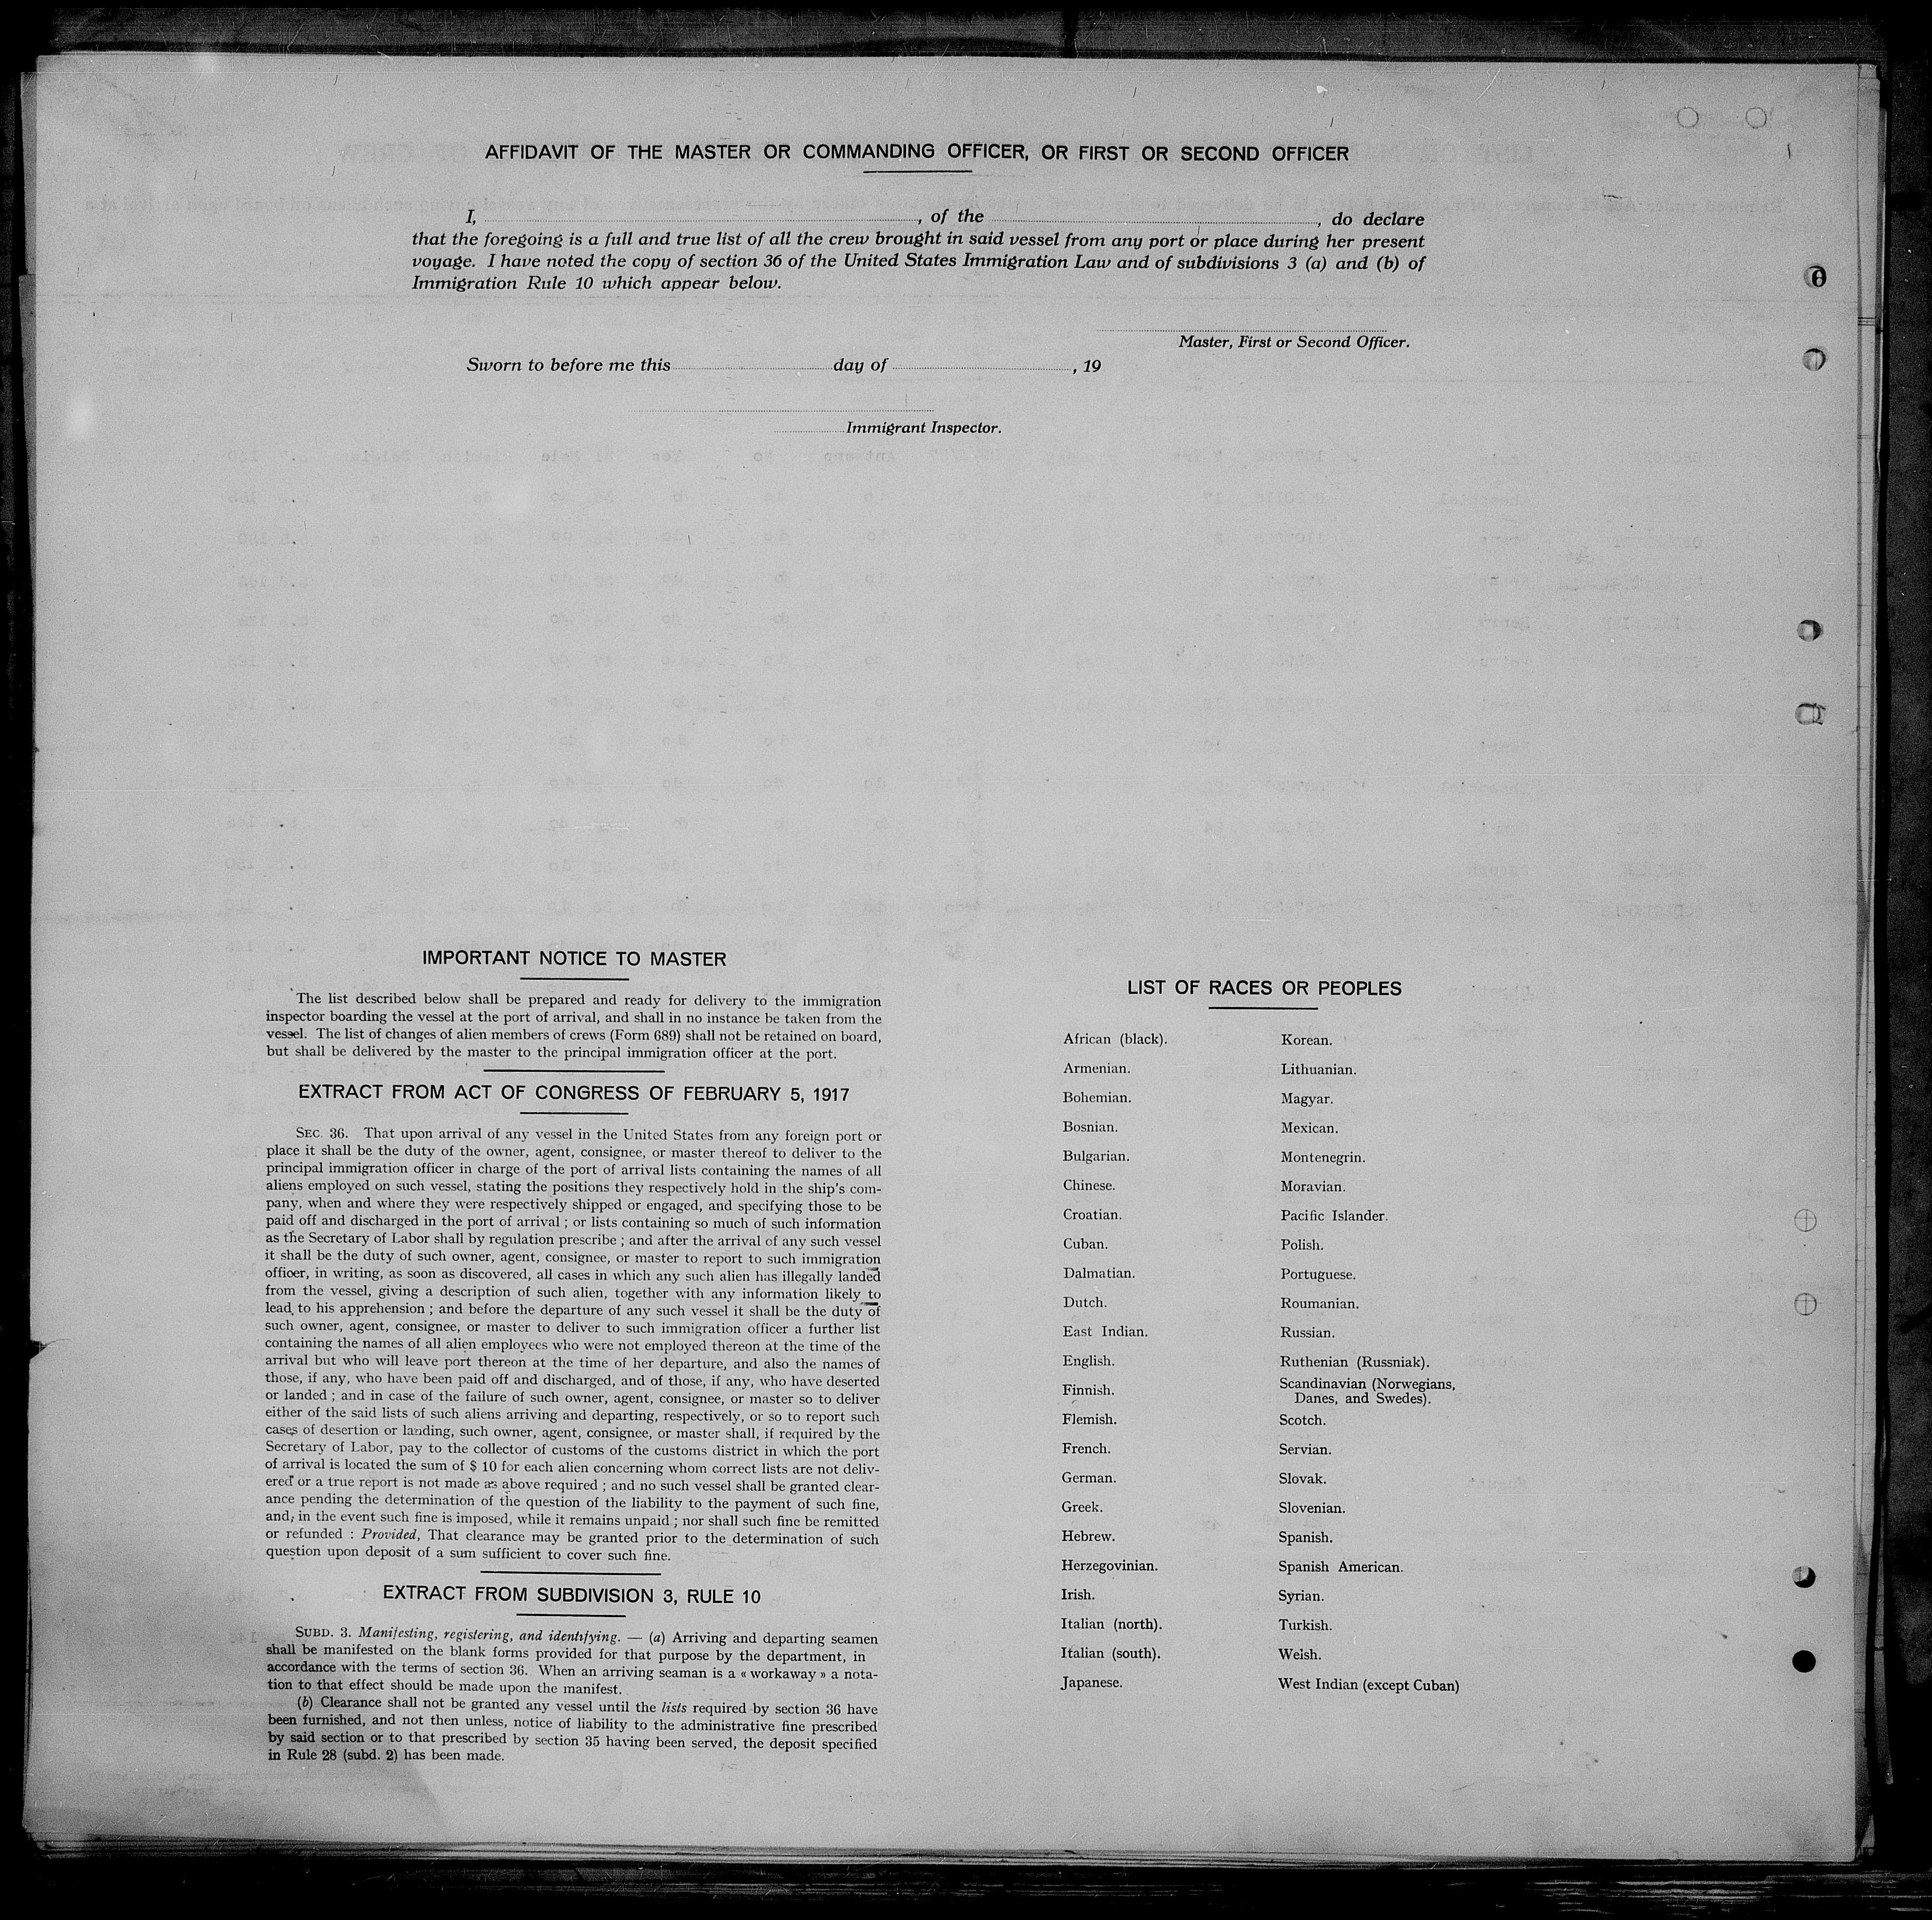 AFFIDAVIT OF THE MASTER OR COMMANDING OFFICER, OR FIRST OR SECOND OFFICER
I, , of the , do declare
that the foregoing is a full and true list of all the crew brought in said vessel from any port or place during her present
voyage. I have noted the copy of section 36 of the United States Immigration Law and of subdivisions 3 (a) and (b) of
Immigration Rule 10 which appear below.
Master, First or Second Officer.
Sworn to before me this day of , 19
Immigrant Inspector.
IMPORTANT NOTICE TO MASTER
The list described below shall be prepared and ready for delivery to the immigration
inspector boarding the vessel at the port of arrival, and shall in no instance be taken from the
vessel. The list of changes of alien members of crews (Form 689) shall not be retained on board,
but shall be delivered by the master to the principal immigration officer at the port.
EXTRACT FROM ACT OF CONGRESS OF FEBRUARY 5, 1917
SEC. 36. That upon arrival of any vessel in the United States from any foreign port or
place it shall be the duty of the owner, agent, consignee, or master thereof to deliver to the
principal immigration officer in charge of the port of arrival lists containing the names of all
aliens employed on such vessel, stating the positions they respectively hold in the ship's com-
pany, when and where they were respectively shipped or engaged, and specifying those to be
paid off and discharged in the port of arrival ; or lists containing so much of such information
as the Secretary of Labor shall by regulation prescribe ; and after the arrival of any such vessel
it shall be the duty of such owner, agent, consignee, or master to report to such immigration
officer, in writing, as soon as discovered, all cases in which any such alien has illegally landed
from the vessel, giving a description of such alien, together with any information likely to
lead to his apprehension ; and before the departure of any such vessel it shall be the duty of
such owner, agent, consignee, or master to deliver to such immigration officer a further list
containing the names of all alien employees who were not employed thereon at the time of the
arrival but who will leave port thereon at the time of her departure, and also the names of
those, if any, who have been paid off and discharged, and of those, if any, who have deserted
or landed ; and in case of the failure of such owner, agent, consignee, or master so to deliver
either of the said lists of such aliens arriving and departing, respectively, or so to report such
cases of desertion or landing, such owner, agent, consignee, or master shall, if required by the
Secretary of Labor, pay to the collector of customs of the customs district in which the port
of arrival is located the sum of $ 10 for each alien concerning whom correct lists are not deliv-
ered or a true report is not made as above required ; and no such vessel shall be granted clear-
ance pending the determination of the question of the liability to the payment of such fine,
and, in the event such fine is imposed, while it remains unpaid ; nor shall such fine be remitted
or refunded : Provided, That clearance may be granted prior to the determination of such
question upon deposit of a sum sufficient to cover such fine.
EXTRACT FROM SUBDIVISION 3, RULE 10
SUBD. 3. Manifesting, registering, and identifying. — (a) Arriving and departing seamen
shall be manifested on the blank forms provided for that purpose by the department, in
accordance with the terms of section 36. When an arriving seaman is a « workaway » a nota-
tion to that effect should be made upon the manifest.
(b) Clearance shall not be granted any vessel until the lists required by section 36 have
been furnished, and not then unless, notice of liability to the administrative fine prescribed
by said section or to that prescribed by section 35 having been served, the deposit specified
in Rule 28 (subd. 2) has been made.
LIST OF RACES OR PEOPLES
African (black).
Armenian.
Bohemian.
Bosnian.
Bulgarian.
Chinese.
Croatian.
Cuban.
Dalmatian.
Dutch.
East Indian.
English.
Finnish.
Flemish.
French.
German.
Greek.
Hebrew.
Herzegovinian.
Irish.
Italian (north).
Italian (south).
Japanese.
Korean.
Lithuanian.
Magyar.
Mexican.
Montenegrin.
Moravian.
Pacific Islander.
Polish.
Portuguese.
Roumanian.
Russian.
Ruthenian (Russniak).
Scandinavian (Norwegians,
Danes, and Swedes).
Scotch.
Servian.
Slovak.
Slovenian.
Spanish.
Spanish American.
Syrian.
Turkish.
Welsh.
West Indian (except Cuban)